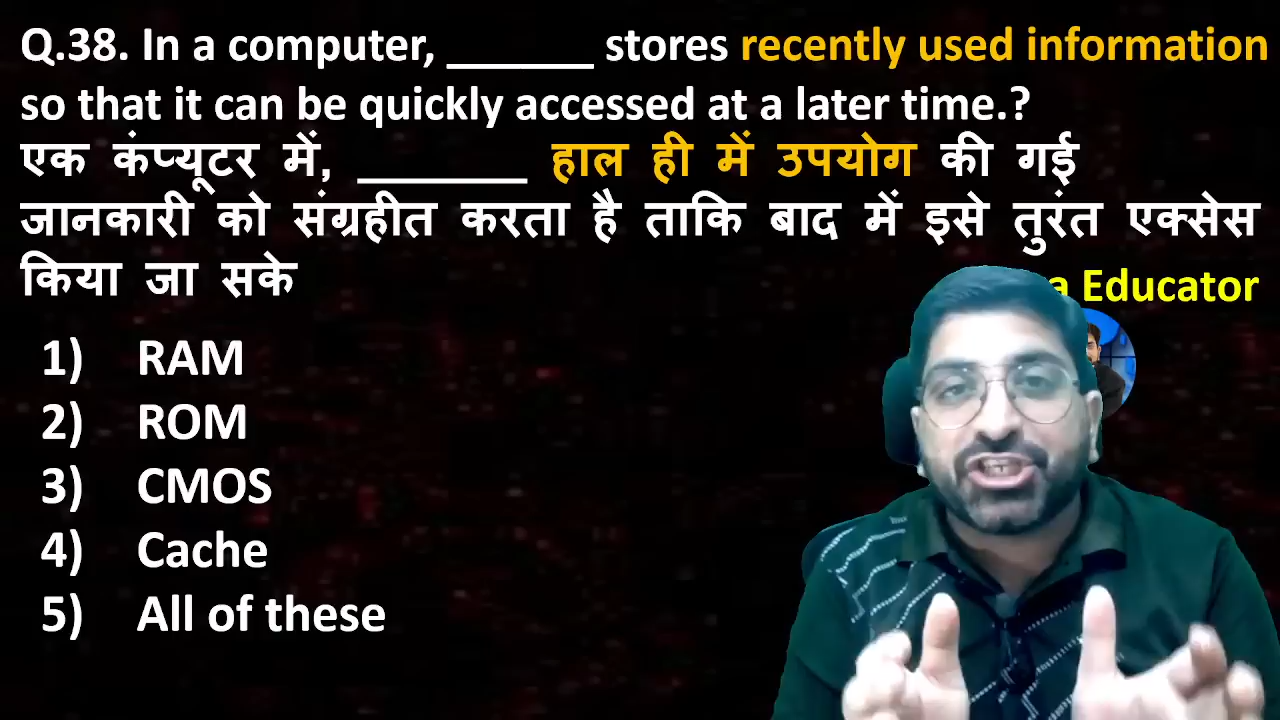 Q.38. In a computer, ______ stores recently used information
so that it can be quickly accessed at a later time.?
एक कंप्यूटर में, _______ हाल ही में उपयोग की गई
जानकारी को संग्रहीत करता है ताकि बाद में इसे तुरंत एक्सेस
किया जा सके
Educator
1) RAM
2) ROM
3) CMOS
4) Cache
5) All of these